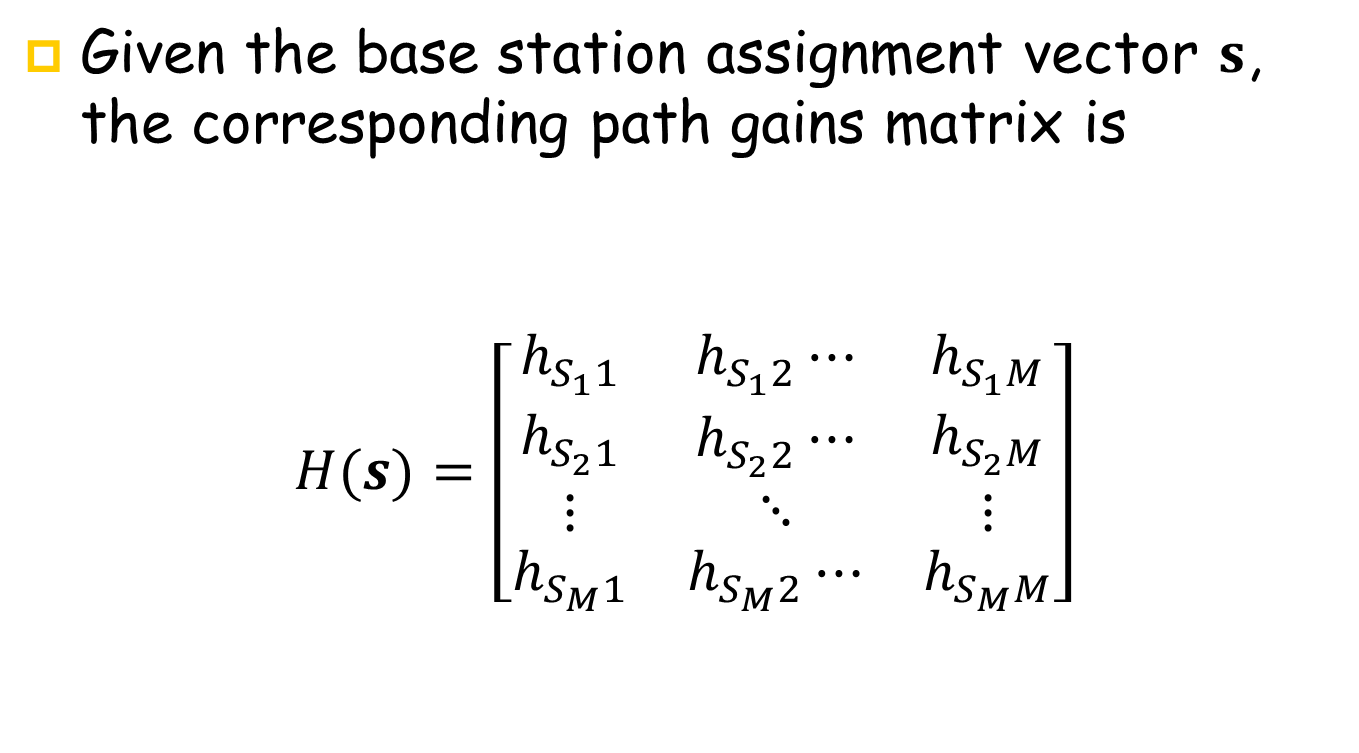 Given the base station assignment vector s,
the corresponding path gains matrix is
h_{S_1 1} h_{S_1 2} ⋯ h_{S_1 M}
h_{S_2 1} h_{S_2 2} ⋯ h_{S_2 M}
H(s) =
⋮ ⋱ ⋮
h_{S_M 1} h_{S_M 2} ⋯ h_{S_M M}